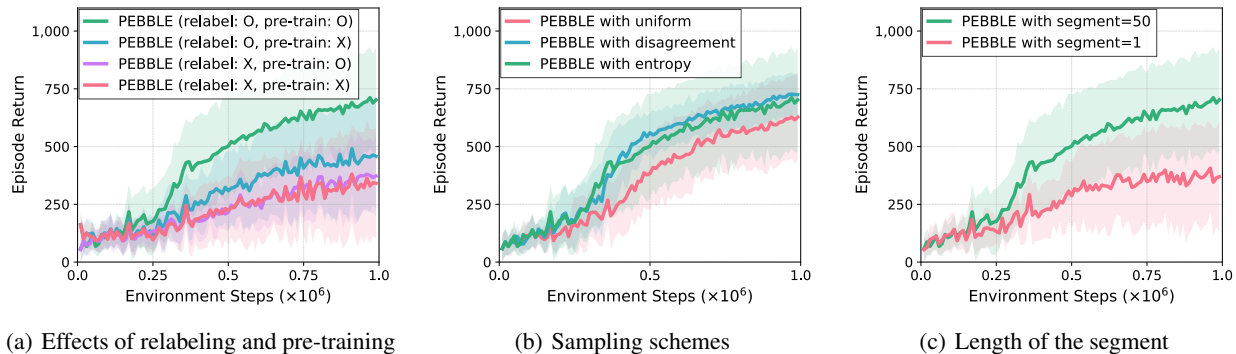 PEBBLE (relabel: O, pre-train: O)
PEBBLE (relabel: O, pre-train: X)
PEBBLE (relabel: X, pre-train: O)
PEBBLE (relabel: X, pre-train: X)
1,000
750
500
250
0
Episode Return
0.0
0.25
0.5
0.75
1.0
Environment Steps (×10⁶)
(a) Effects of relabeling and pre-training
PEBBLE with uniform
PEBBLE with disagreement
PEBBLE with entropy
1,000
750
500
250
0
Episode Return
0.0
0.5
1.0
Environment Steps (×10⁶)
(b) Sampling schemes
PEBBLE with segment=50
PEBBLE with segment=1
1,000
750
500
250
0
Episode Return
0.0
0.25
0.5
0.75
1.0
Environment Steps (×10⁶)
(c) Length of the segment